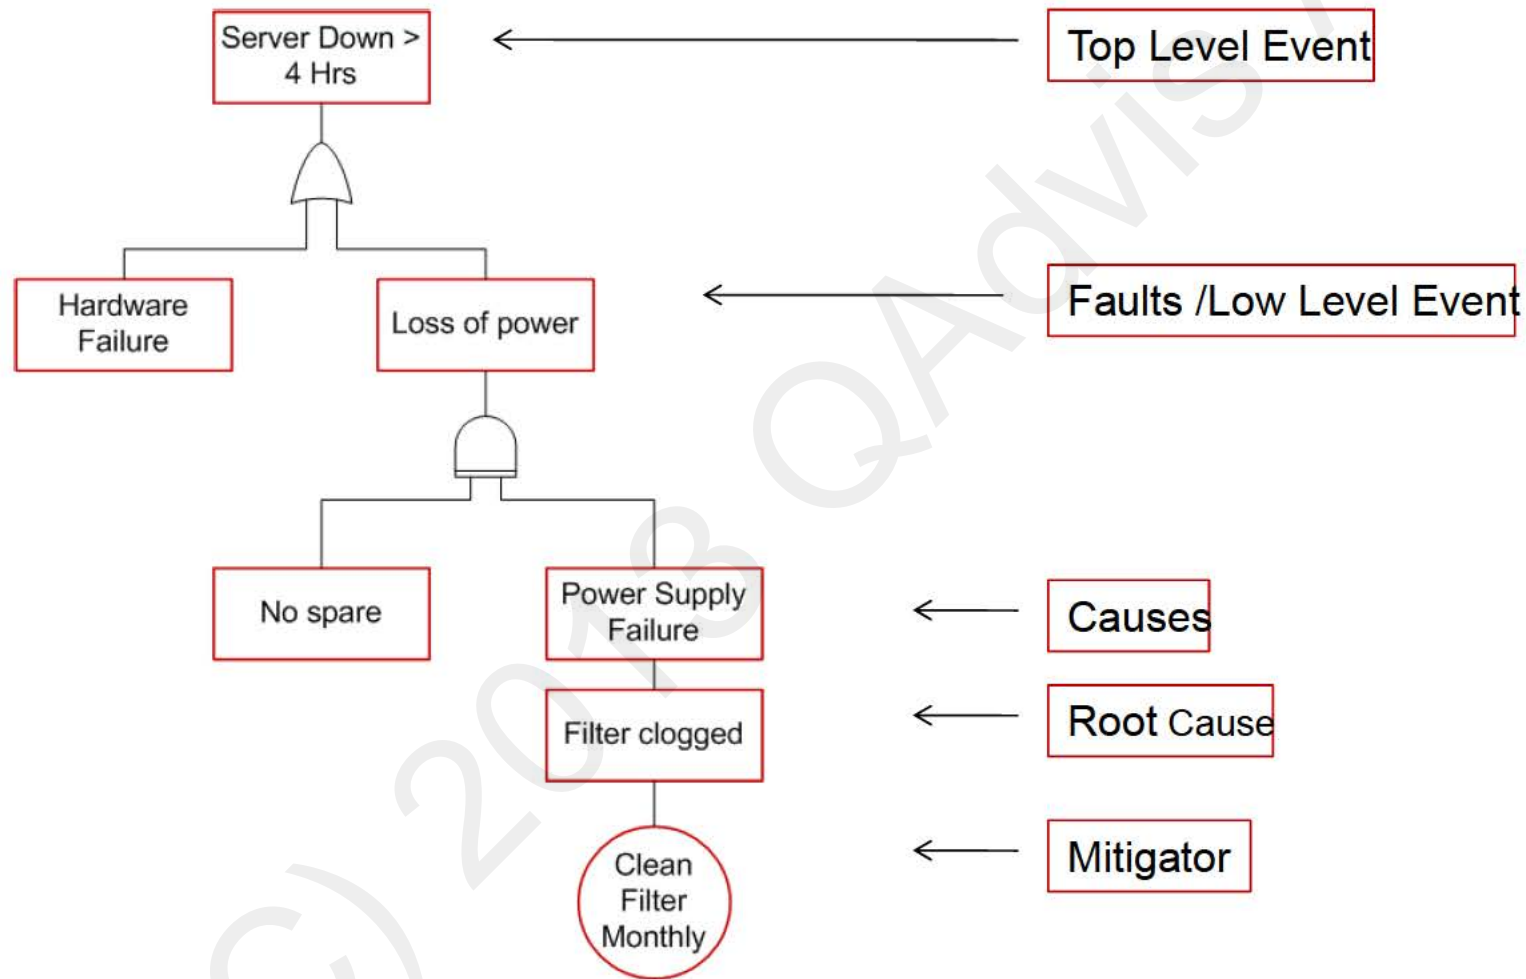 Server Down >
4 Hrs
Top Level Event
Hardware
Failure
Loss of power
Faults /Low Level Event
No spare
Power Supply
Failure
Causes
Filter clogged
Root Cause
Clean
Filter
Monthly
Mitigator
C) 2013 QAdvis